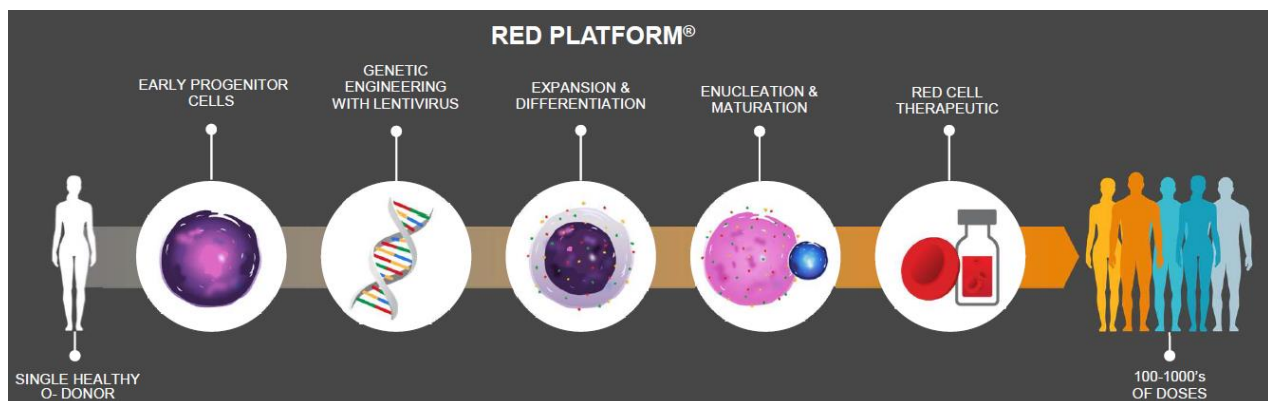 RED PLATFORM®
EARLY PROGENITOR
CELLS
GENETIC
ENGINEERING
WITH LENTIVIRUS
EXPANSION &
DIFFERENTIATION
ENUCLEATION &
MATURATION
RED CELL
THERAPEUTIC
SINGLE HEALTHY
O- DONOR
100-1000's
OF DOSES